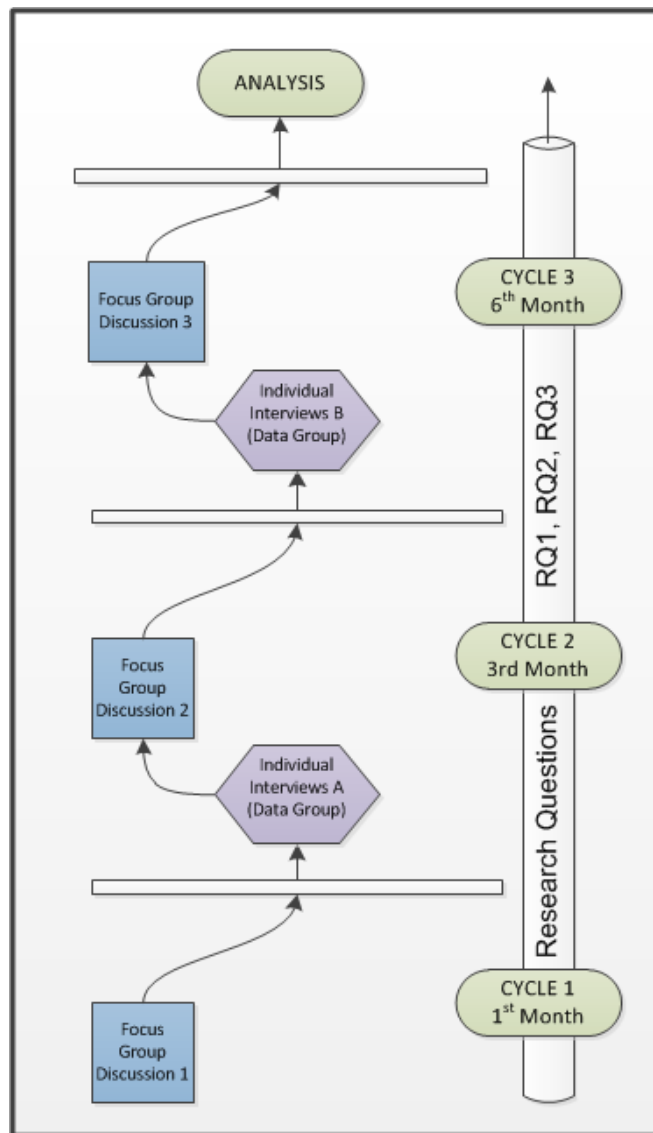 ANALYSIS
Focus Group
Discussion 3
Individual
Interviews B
(Data Group)
Focus
Group
Discussion 2
Individual
Interviews A
(Data Group)
Focus
Group
Discussion 1
CYCLE 3
6th Month
RQ1, RQ2, RQ3
CYCLE 2
3rd Month
Research Questions
CYCLE 1
1st Month